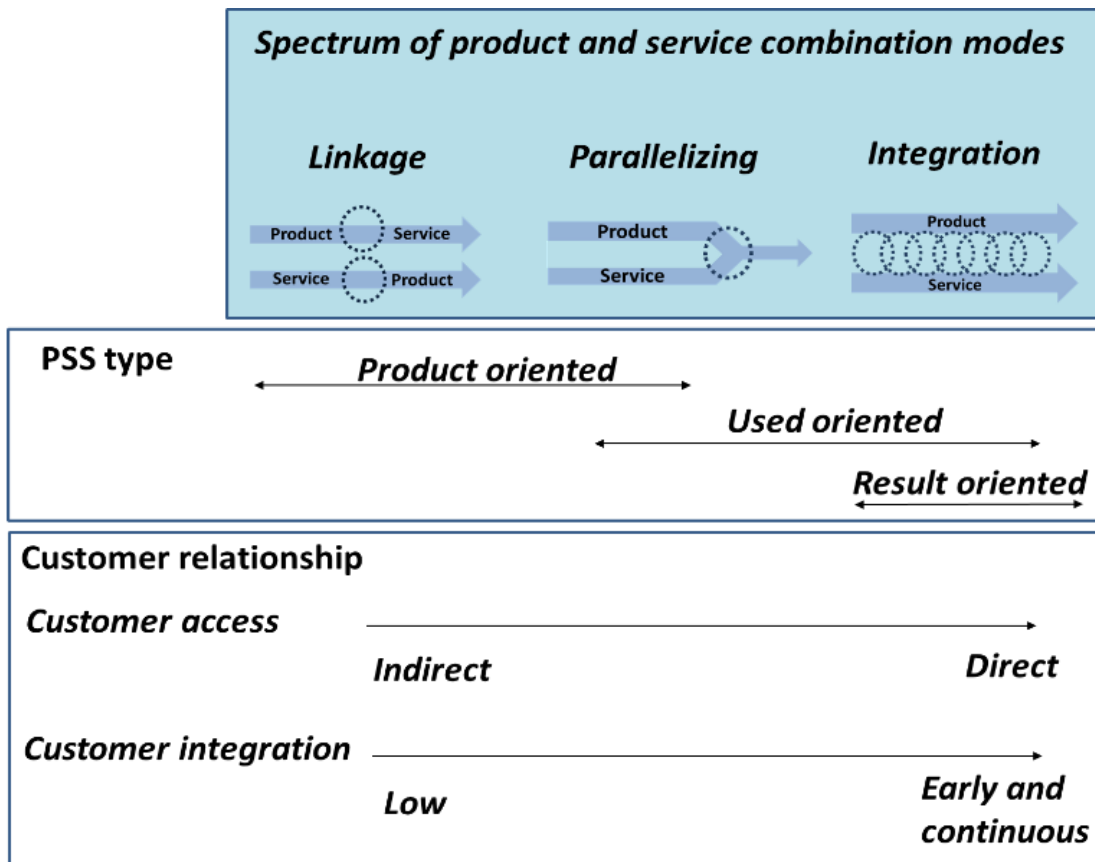 Spectrum of product and service combination modes
Linkage
Parallelizing
Integration
Product Service
Service Product
Product
Service
Product
Service
PSS type
Product oriented
Used oriented
Result oriented
Customer relationship
Customer access
Indirect
Direct
Customer integration
Low
Early and
continuous